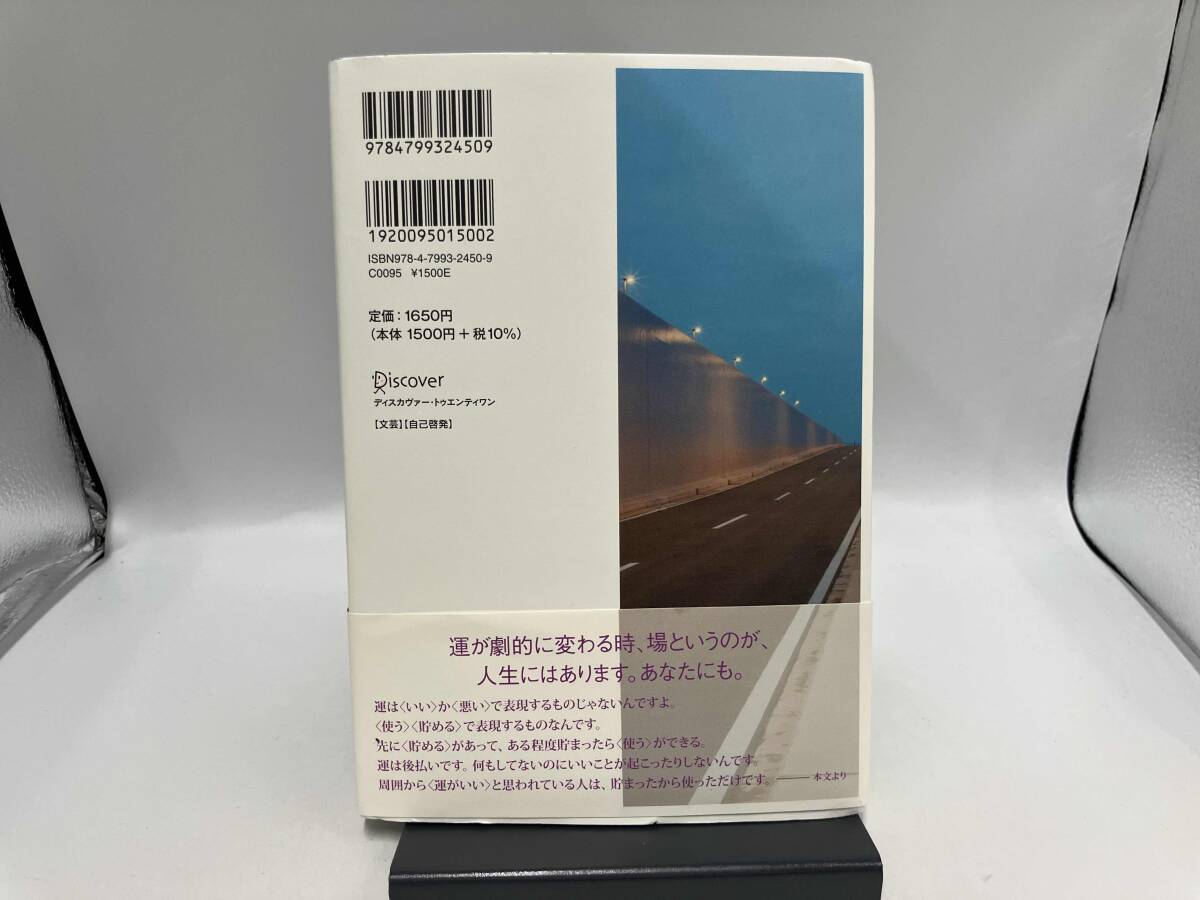 9784799324509
1920095015002
ISBN978-4-7993-2450-9
C0095 ¥1500E
定価：1650円
（本体 1500円＋税10%）
Discover
ディスカヴァー・トゥエンティワン
【文芸】【自己啓発】
運が劇的に変わる時、場というのが、
人生にはあります。あなたにも。
運は〈いい〉か〈悪い〉で表現するものじゃないんですよ。
〈使う〉〈貯める〉で表現するものなんです。
先に〈貯める〉があって、ある程度貯まったら〈使う〉ができる。
運は後払いです。何もしてないのにいいことが起こったりしないんです。
周囲から〈運がいい〉と思われている人は、貯まったから使っただけです。――本文より